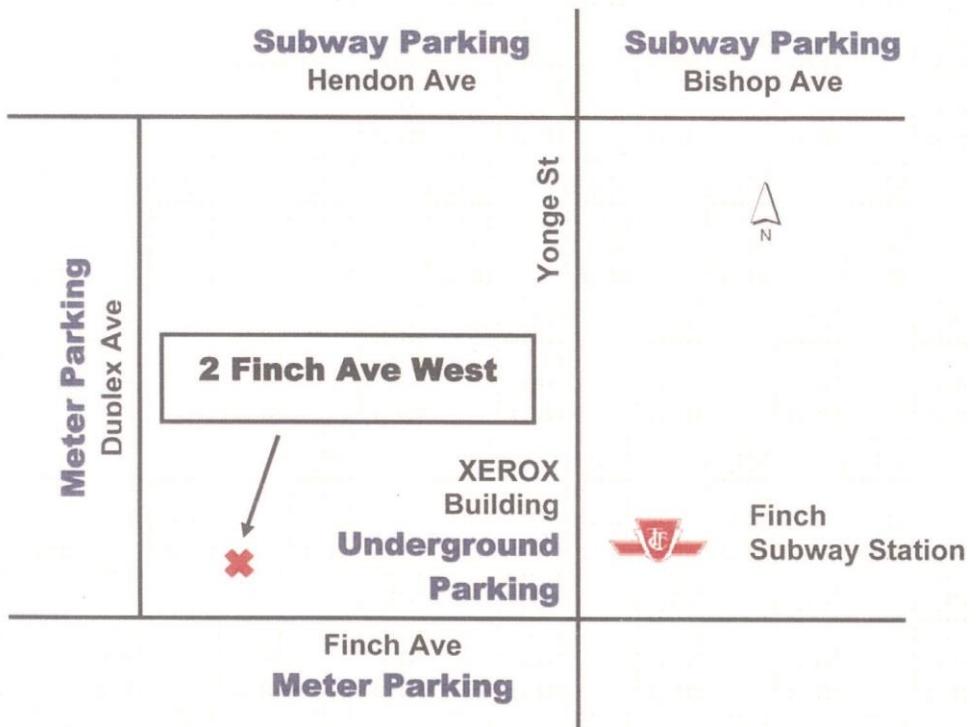 Subway Parking
Hendon Ave
Subway Parking
Bishop Ave
Yonge St
N
Meter Parking
Duplex Ave
2 Finch Ave West
XEROX
Building
Underground
Parking
Finch
Subway Station
Finch Ave
Meter Parking